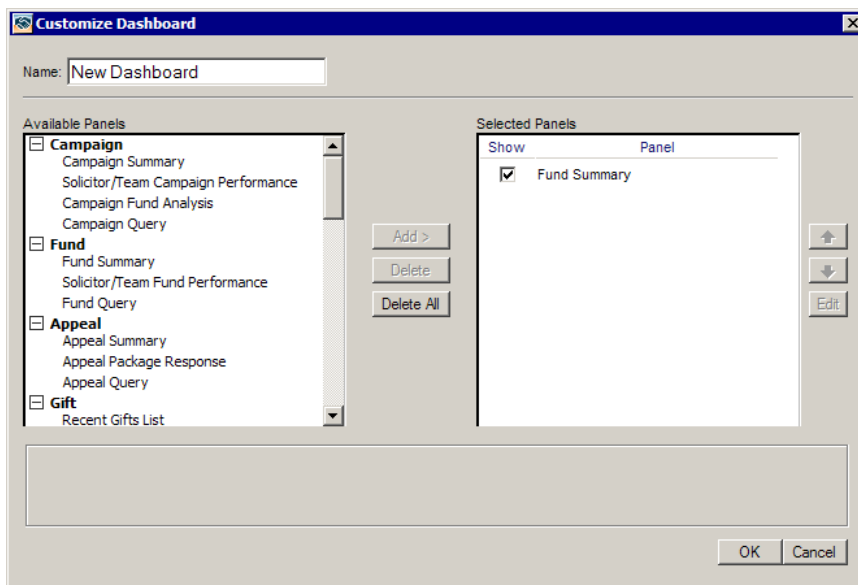 Customize Dashboard
Name: New Dashboard
Available Panels
Campaign
Campaign Summary
Solicitor/Team Campaign Performance
Campaign Fund Analysis
Campaign Query
Fund
Fund Summary
Solicitor/Team Fund Performance
Fund Query
Appeal
Appeal Summary
Appeal Package Response
Appeal Query
Gift
Recent Gifts List
Add >
Delete
Delete All
Selected Panels
Show Panel
Fund Summary
Edit
OK Cancel